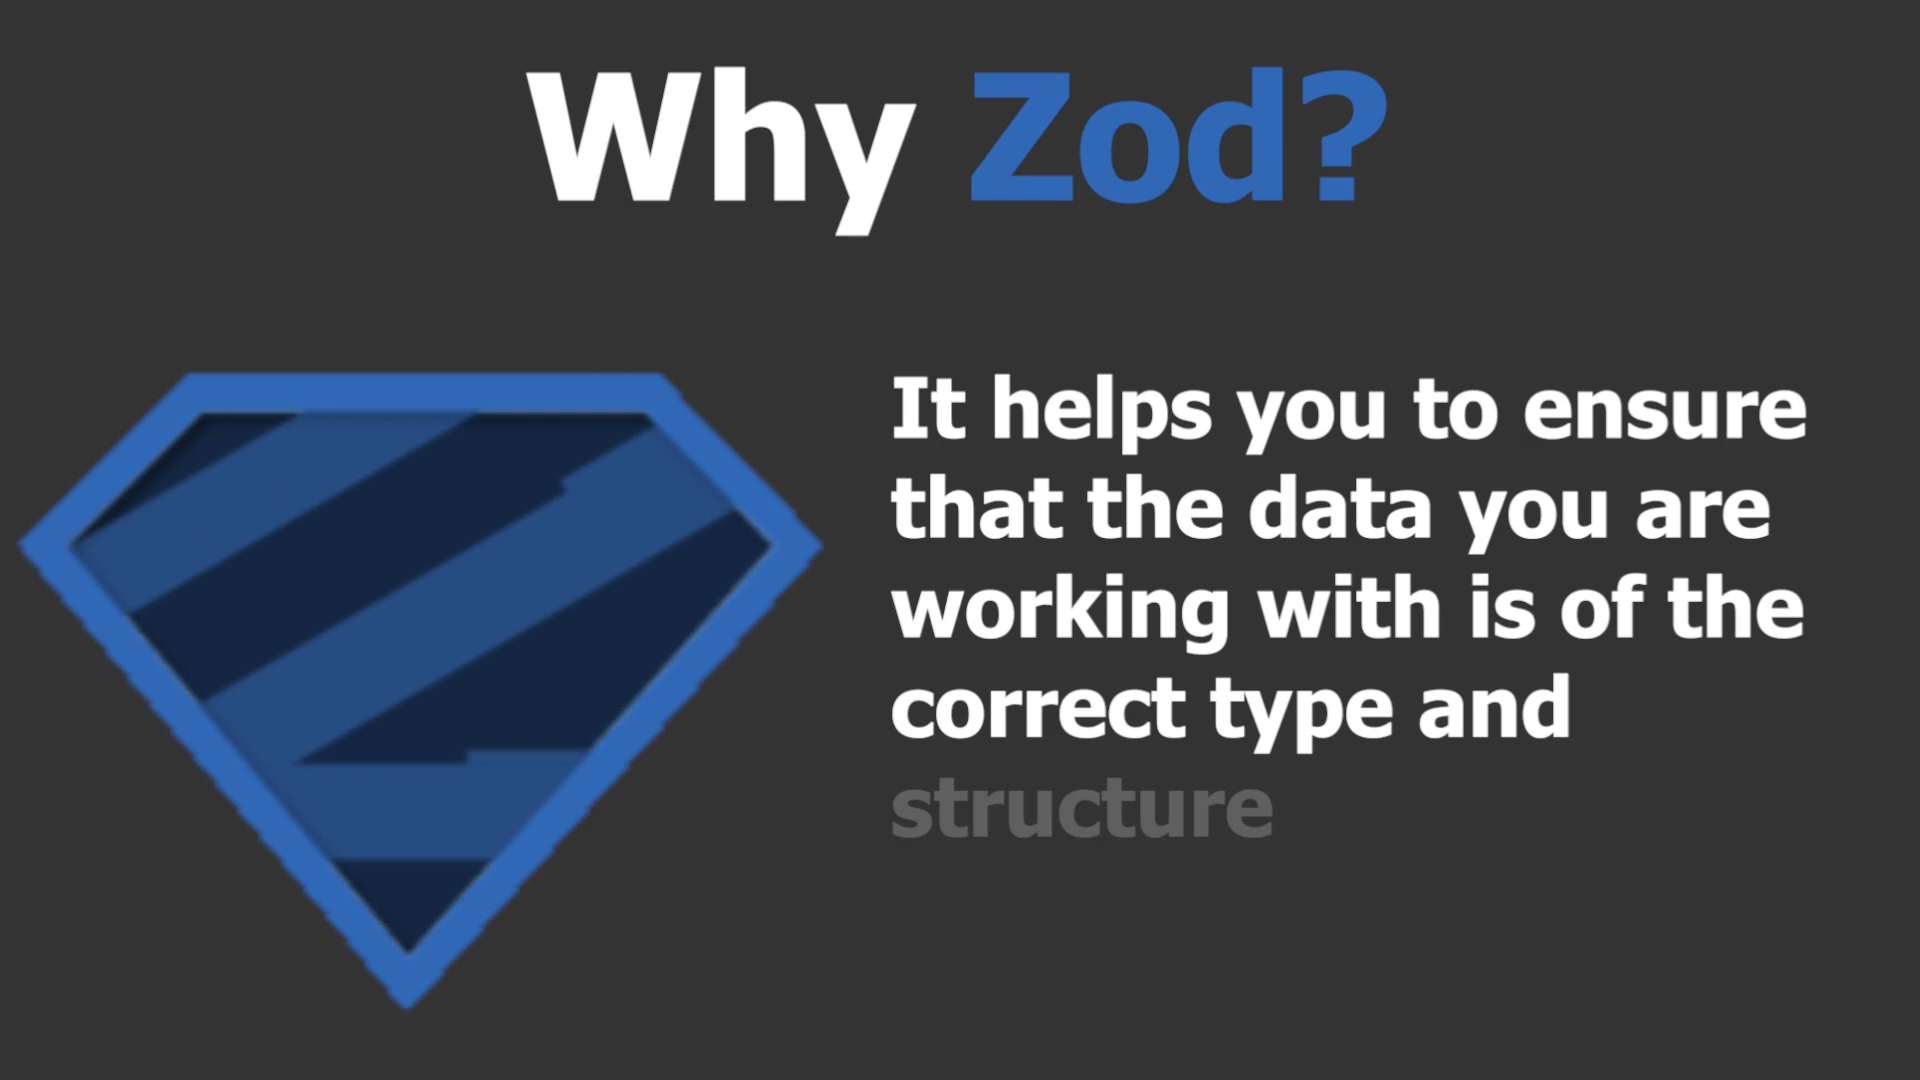 Why Zod?
It helps you to ensure
that the data you are
working with is of the
correct type and
structure